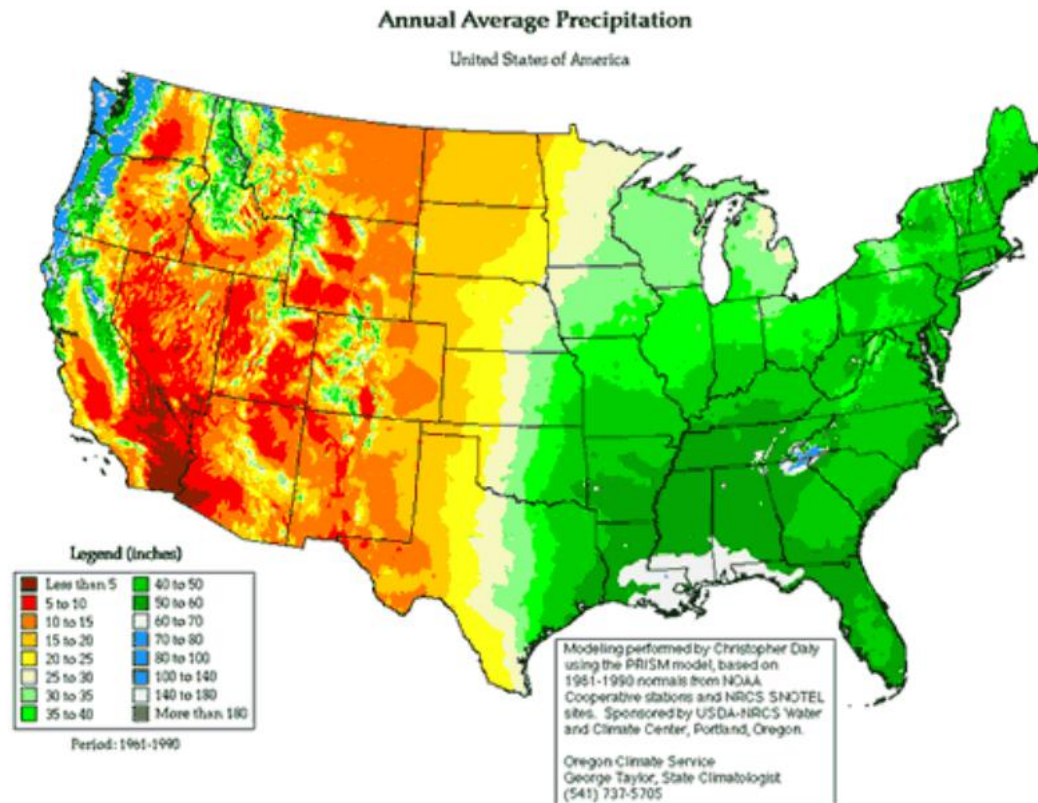 Annual Average Precipitation
United States of America
Legend (inches)
Less than 5
5 to 10
10 to 15
15 to 20
20 to 25
25 to 30
30 to 35
35 to 40
40 to 50
50 to 60
60 to 70
70 to 80
80 to 100
100 to 140
140 to 180
More than 180
Period: 1961-1990
Modeling performed by Christopher Daly
using the PRISM model, based on
1961-1990 normals from NOAA
Cooperative stations and NRCS SNOTEL
sites. Sponsored by USDA-NRCS Water
and Climate Center, Portland, Oregon.
Oregon Climate Service
George Taylor, State Climatologist
(541) 737-5705